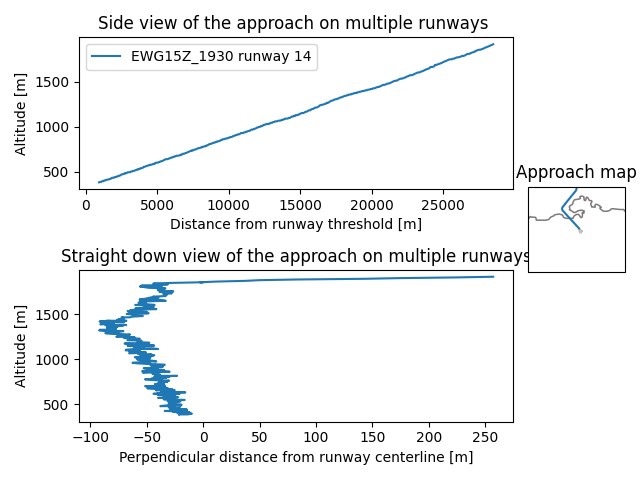 Side view of the approach on multiple runways
EWG15Z_1930 runway 14
Altitude [m]
1500
1000
500
0 5000 10000 15000 20000 25000
Distance from runway threshold [m]
Approach map
Straight down view of the approach on multiple runways
Altitude [m]
1500
1000
500
−100 −50 0 50 100 150 200 250
Perpendicular distance from runway centerline [m]